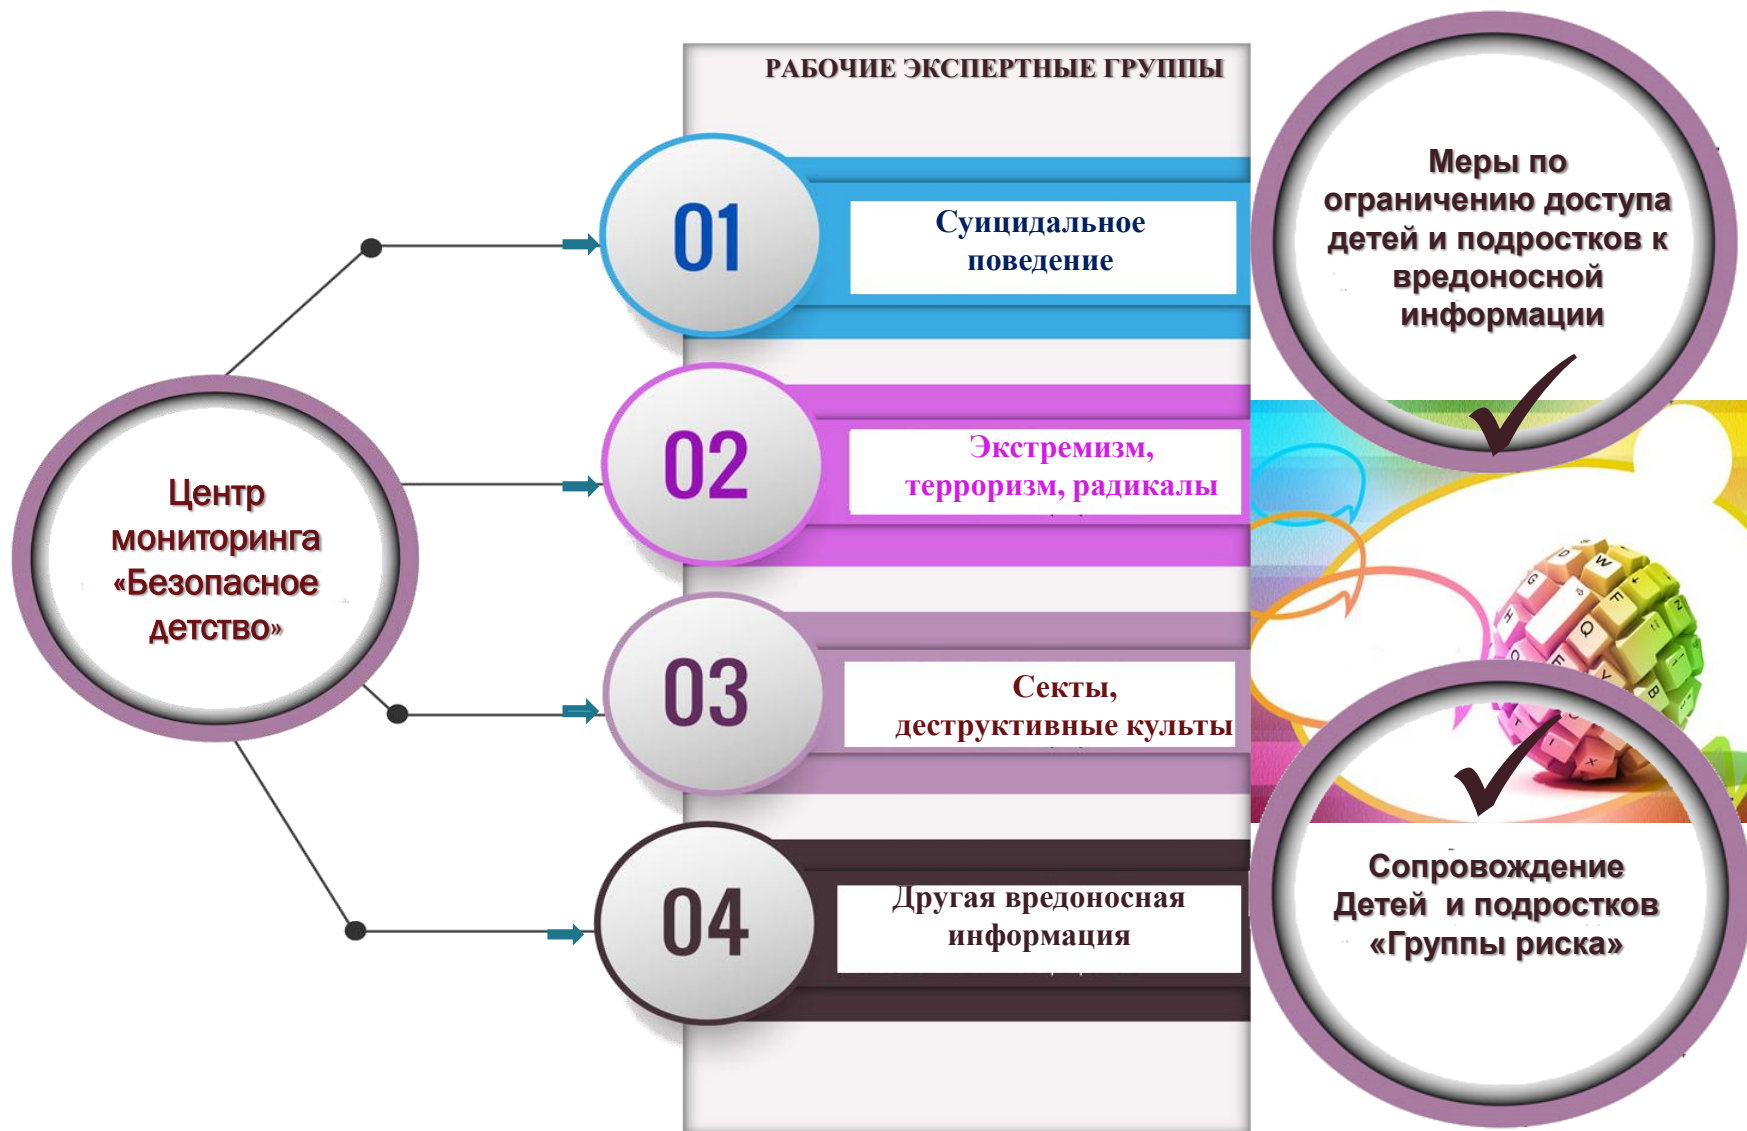 РАБОЧИЕ ЭКСПЕРТНЫЕ ГРУППЫ
Центр
мониторинга
«Безопасное
детство»
01
Суицидальное
поведение
02
Экстремизм,
терроризм, радикалы
03
Секты,
деструктивные культы
04
Другая вредоносная
информация
Меры по
ограничению доступа
детей и подростков к
вредоносной
информации
Сопровождение
Детей и подростков
«Группы риска»